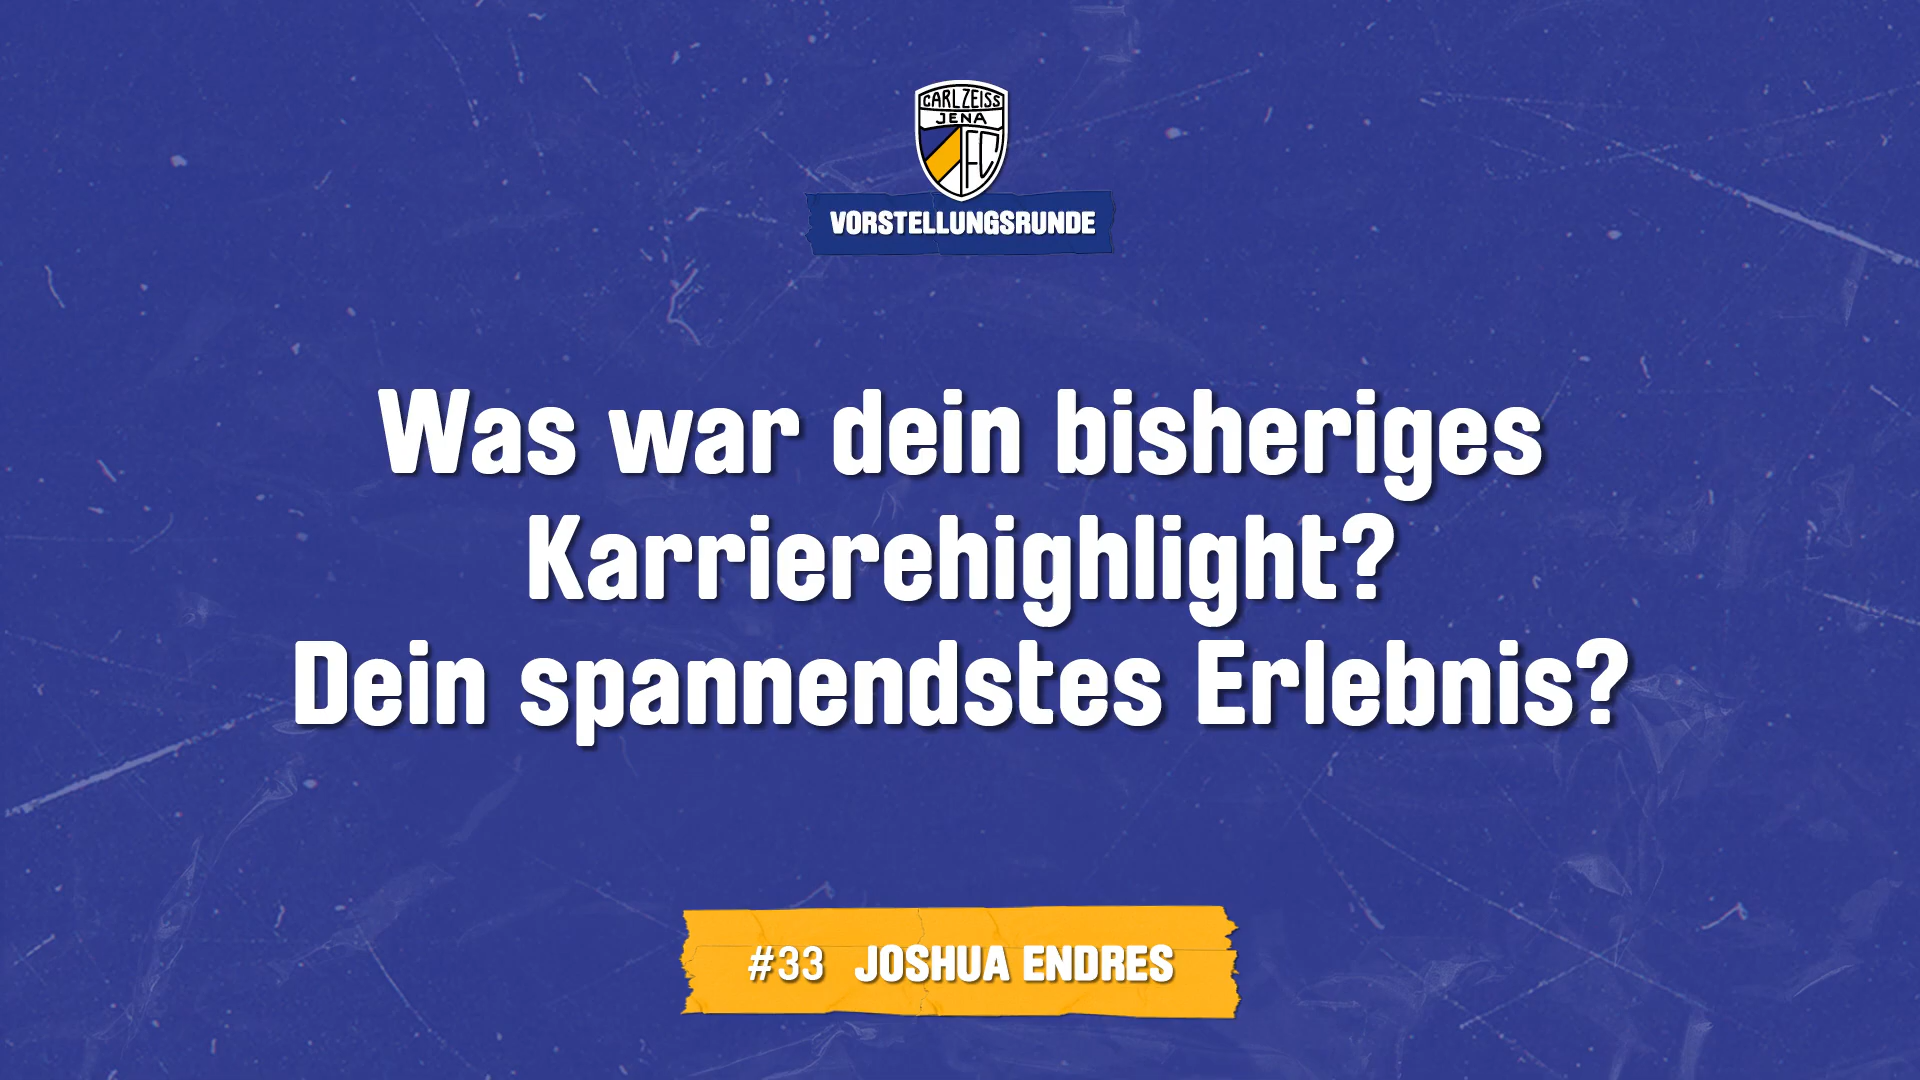 CARL ZEISS
JENA
FC
VORSTELLUNGSRUNDE
Was war dein bisheriges
Karrierehighlight?
Dein spannendstes Erlebnis?
#33 JOSHUA ENDRES